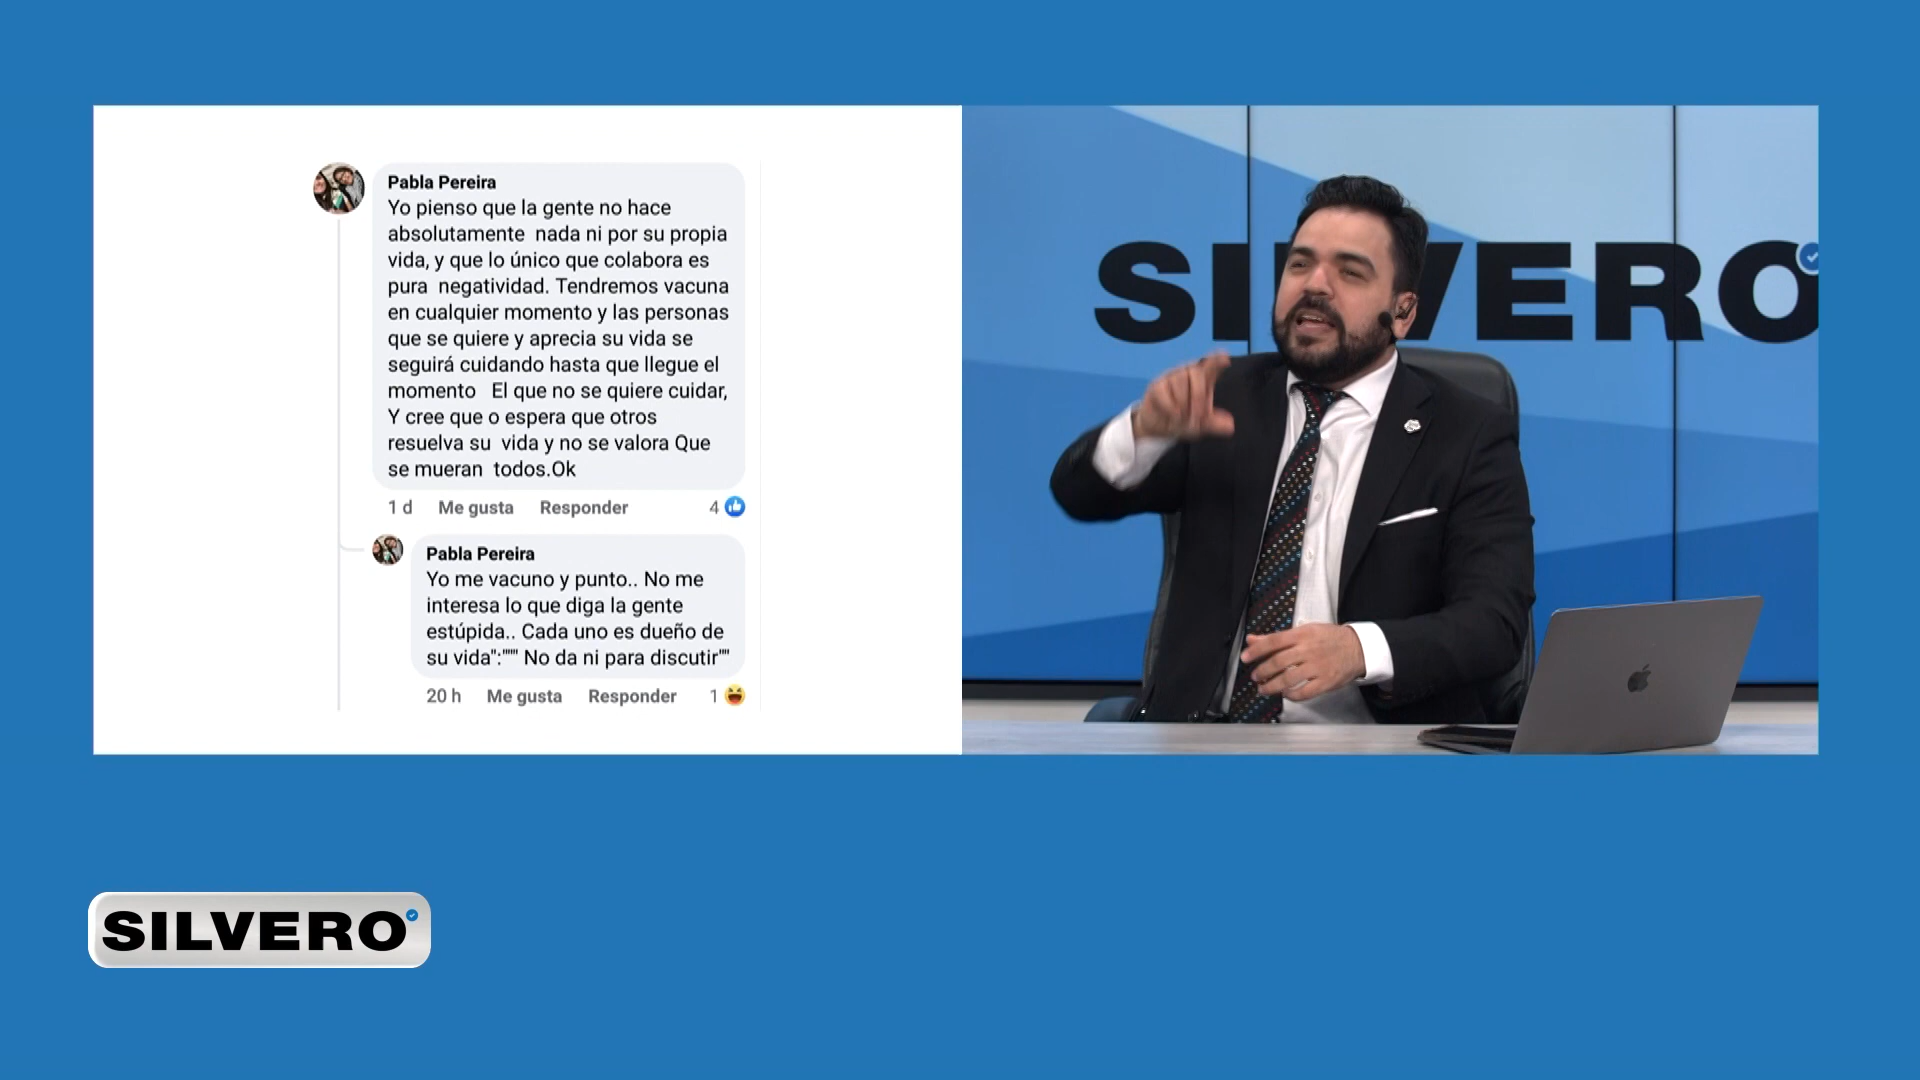 Pabla Pereira
Yo pienso que la gente no hace
absolutamente nada ni por su propia
vida, y que lo único que colabora es
pura negatividad. Tendremos vacuna
en cualquier momento y las personas
que se quiere y aprecia su vida se
seguirá cuidando hasta que llegue el
momento El que no se quiere cuidar,
Y cree que o espera que otros
resuelva su vida y no se valora Que
se mueran todos.Ok
1 d Me gusta Responder 4
Pabla Pereira
Yo me vacuno y punto.. No me
interesa lo que diga la gente
estúpida.. Cada uno es dueño de
su vida":"""" No da ni para discutir""
20 h Me gusta Responder 1
SILVERO
SILVERO